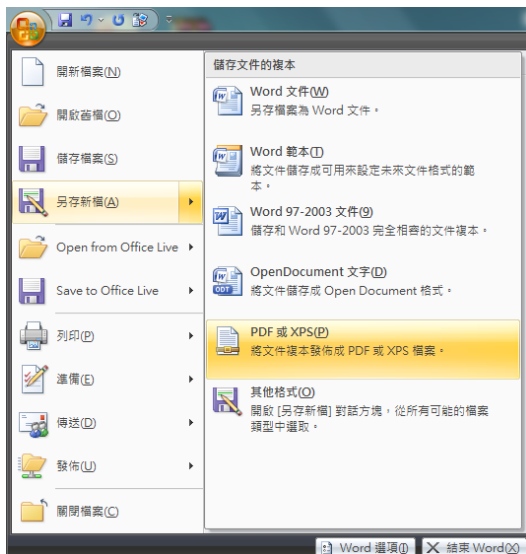 開新檔案(N)
開啟舊檔(O)
儲存檔案(S)
另存新檔(A)
Open from Office Live
Save to Office Live
列印(P)
準備(E)
傳送(D)
發佈(U)
關閉檔案(C)
儲存文件的複本
Word 文件(W)
另存檔案為 Word 文件。
Word 範本(T)
將文件儲存成可用來設定未來文件格式的範
本。
Word 97-2003 文件(9)
儲存和 Word 97-2003 完全相容的文件複本。
OpenDocument 文字(D)
ODT
將文件儲存成 Open Document 格式。
PDF 或 XPS(P)
將文件複本發佈成 PDF 或 XPS 檔案。
其他格式(O)
開啟 [另存新檔] 對話方塊，從所有可能的檔案
類型中選取。
Word 選項(I)
結束 Word(X)